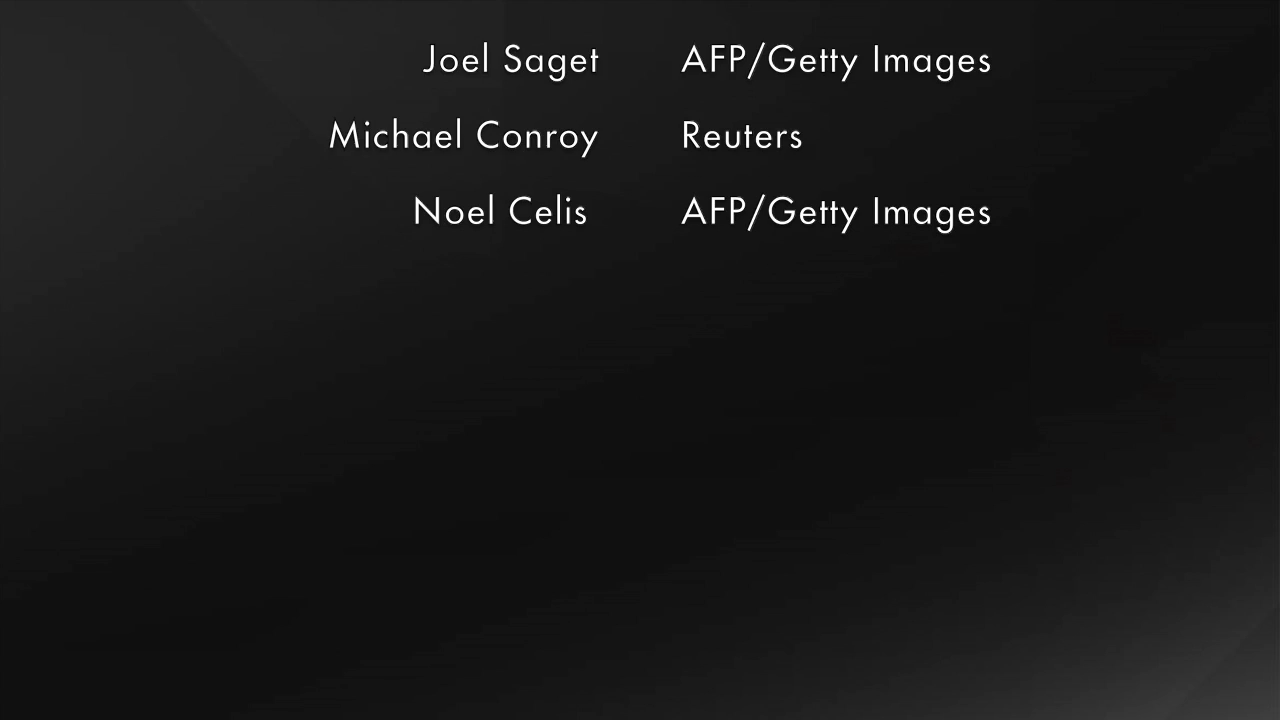 Joel Saget AFP/Getty Images
Michael Conroy Reuters
Noel Celis AFP/Getty Images